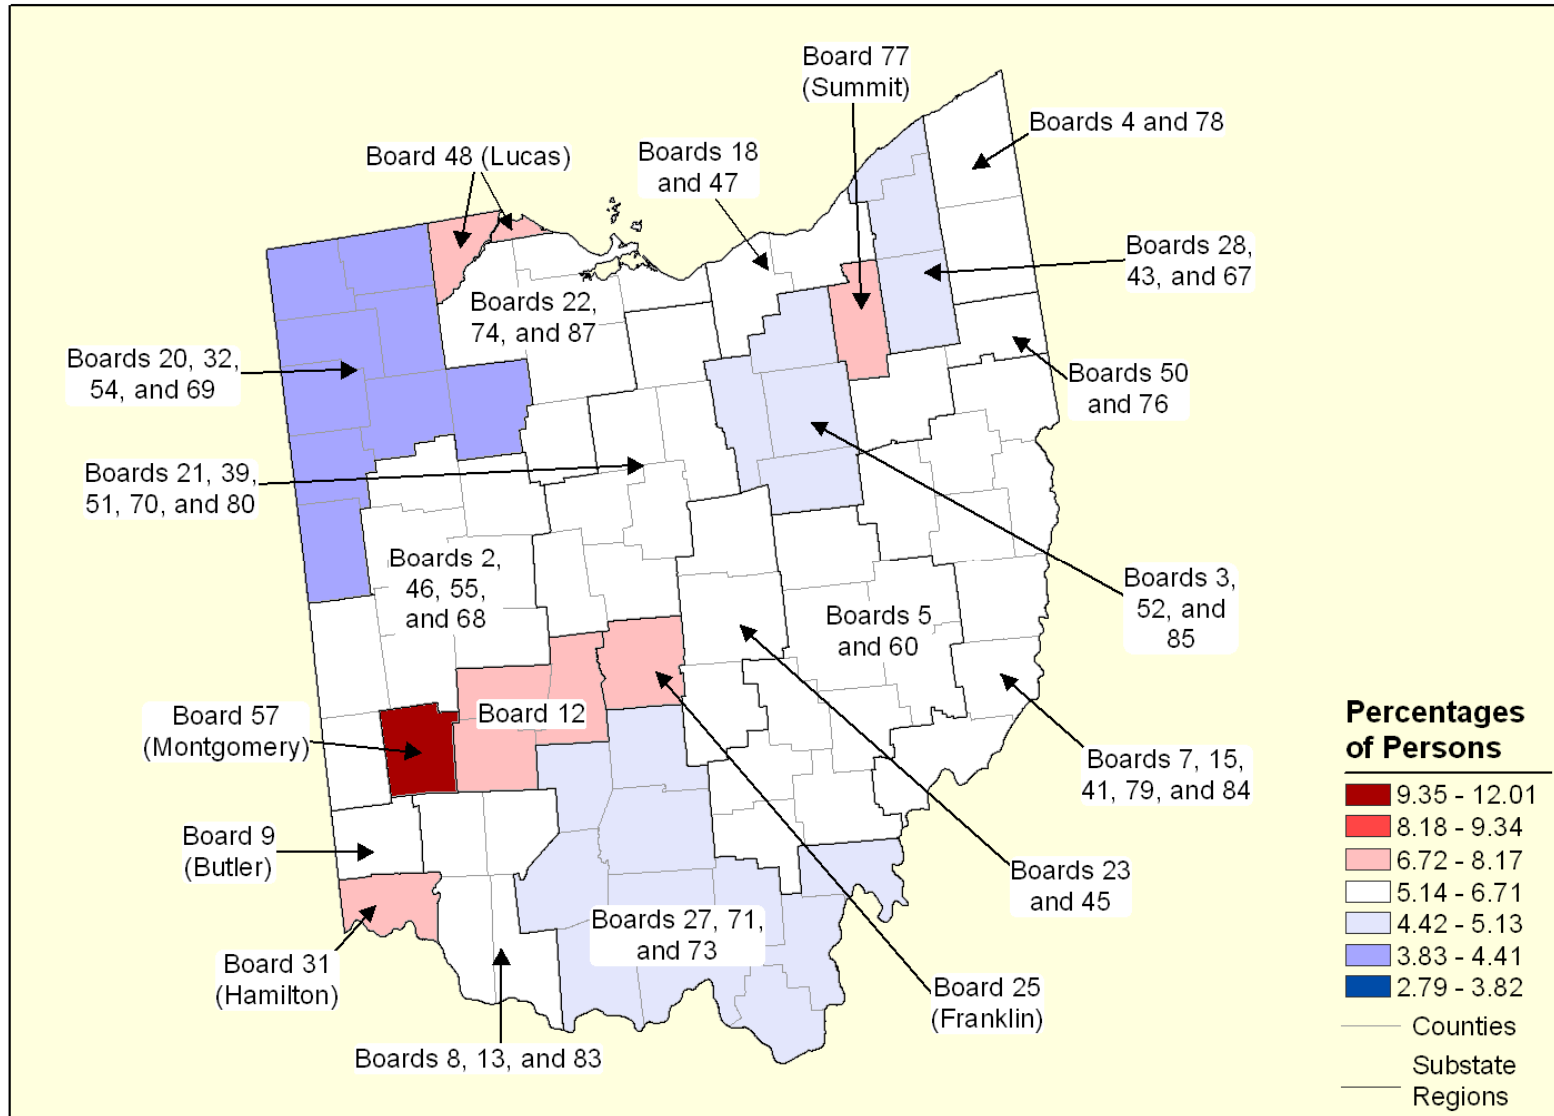 Board 77
(Summit)
Boards 4 and 78
Board 48 (Lucas)
Boards 18
and 47
Boards 28,
43, and 67
Boards 22,
74, and 87
Boards 20, 32,
54, and 69
Boards 50
and 76
Boards 21, 39,
51, 70, and 80
Boards 2,
46, 55,
and 68
Boards 3,
52, and
85
Boards 5
and 60
Board 57
(Montgomery)
Board 12
Boards 7, 15,
41, 79, and 84
Board 9
(Butler)
Boards 23
and 45
Boards 27, 71,
and 73
Board 31
(Hamilton)
Board 25
(Franklin)
Boards 8, 13, and 83
Percentages
of Persons
9.35 - 12.01
8.18 - 9.34
6.72 - 8.17
5.14 - 6.71
4.42 - 5.13
3.83 - 4.41
2.79 - 3.82
Counties
Substate
Regions